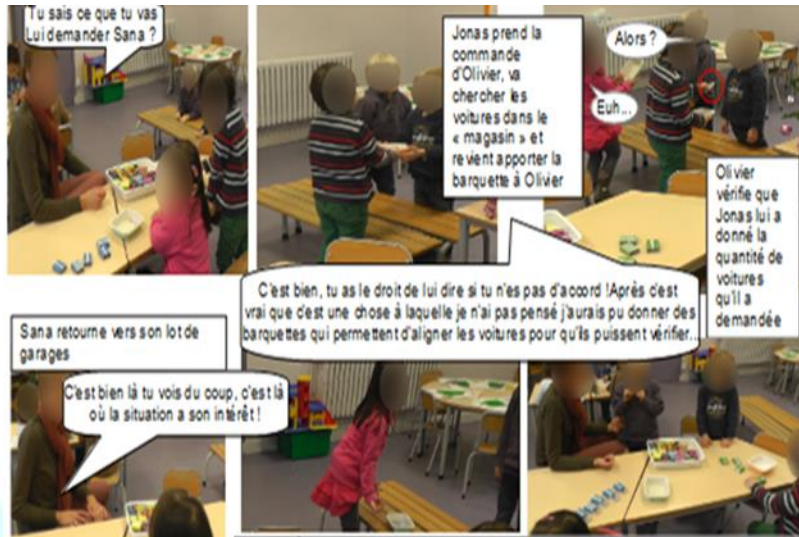 Tu sais ce que tu vas
Lui demander Sana ?
Jonas prend la
commande
d'Olivier, va
chercher les
voitures dans le
« magasin » et
revient apporter la
barquette à Olivier
Alors ?
Euh...
Olivier
vérifie que
Jonas lui a
donné la
quantité de
voitures
qu'il a
demandée
C'est bien, tu as le droit de lui dire si tu n'es pas d'accord !Après c'est
vrai que c'est une chose à laquelle je n'ai pas pensé j'aurais pu donner des
barquettes qui permettent d'aligner les voitures pour qu'ils puissent vérifier...
Sana retourne vers son lot de
garages
C'est bien là tu vois du coup, c'est là
où la situation a son intérêt !